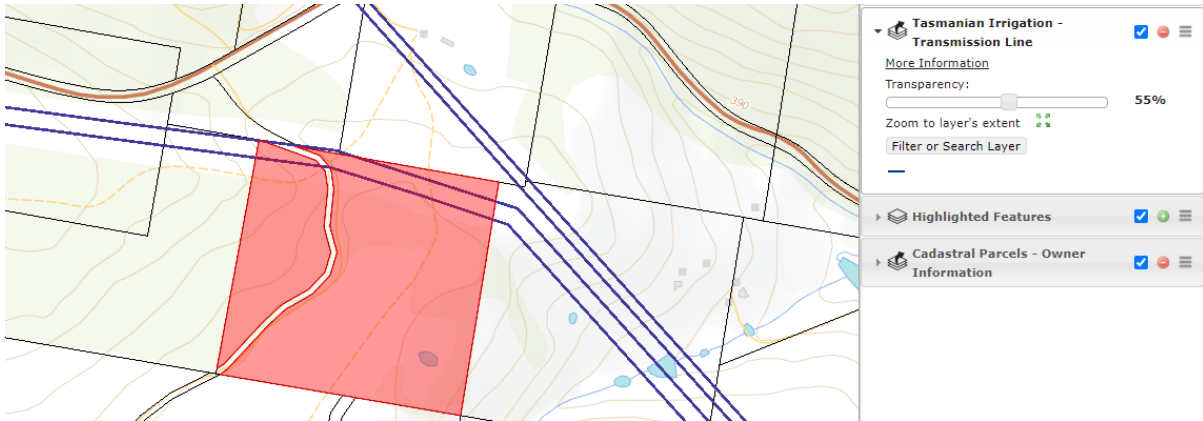 Tasmanian Irrigation -
Transmission Line
More Information
Transparency:
55%
Zoom to layer's extent
Filter or Search Layer
Highlighted Features
Cadastral Parcels - Owner
Information
390